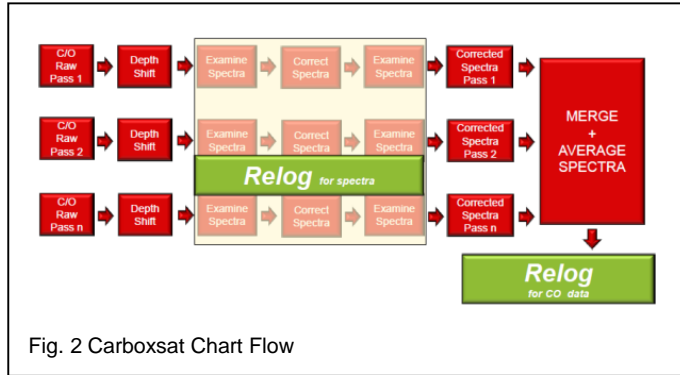 C/O
Raw
Pass 1
Depth
Shift
Examine
Spectra
Correct
Spectra
Examine
Spectra
Corrected
Spectra
Pass 1
C/O
Raw
Pass 2
Depth
Shift
Examine
Spectra
Correct
Spectra
Examine
Spectra
Corrected
Spectra
Pass 2
Relog for spectra
C/O
Raw
Pass n
Depth
Shift
Examine
Spectra
Correct
Spectra
Examine
Spectra
Corrected
Spectra
Pass n
MERGE
+
AVERAGE
SPECTRA
Relog
for CO data
Fig. 2 Carboxsat Chart Flow